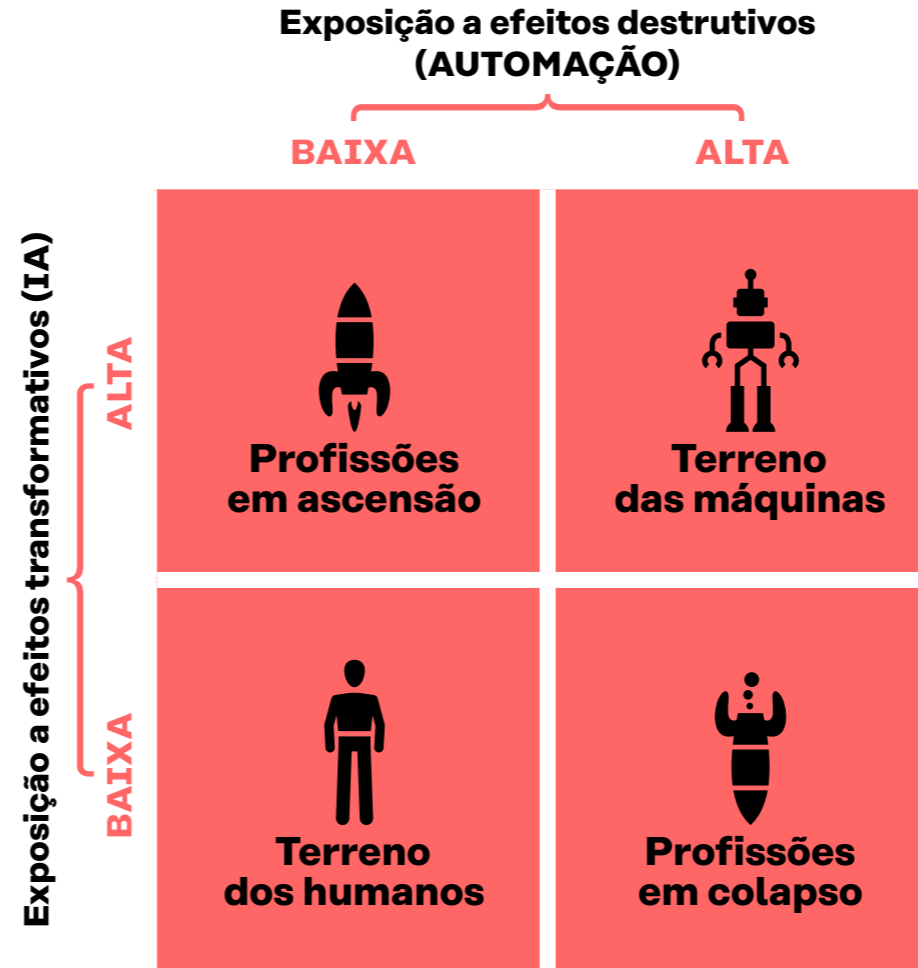 Exposição a efeitos destrutivos
(AUTOMAÇÃO)
BAIXA
ALTA
Exposição a efeitos transformativos (IA)
ALTA
Profissões
em ascensão
Terreno
das máquinas
BAIXA
Terreno
dos humanos
Profissões
em colapso